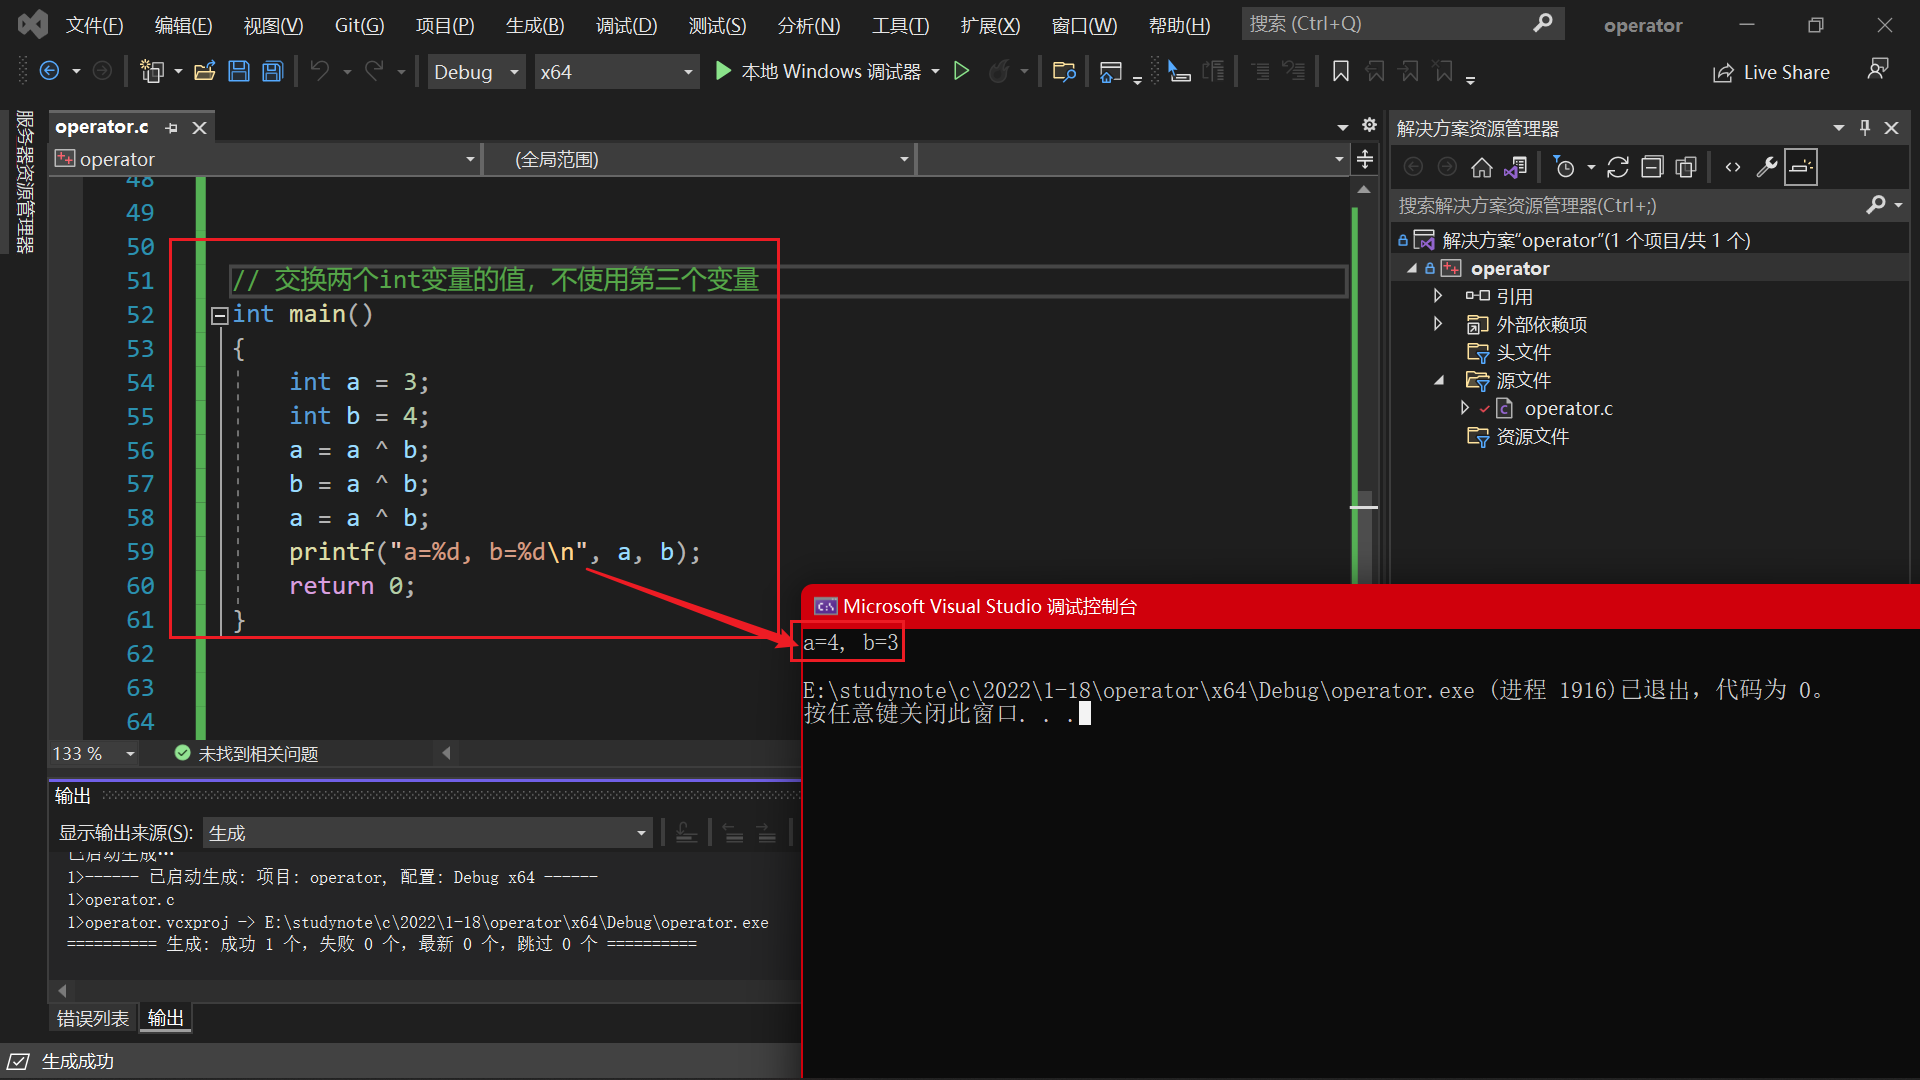 文件(F) 编辑(E) 视图(V) Git(G) 项目(P) 生成(B) 调试(D) 测试(S) 分析(N) 工具(T) 扩展(X) 窗口(W) 帮助(H) 搜索 (Ctrl+Q) operator
Debug x64 本地 Windows 调试器 Live Share
服务器资源管理器
operator.c
operator (全局范围)
48
49
50
51 // 交换两个int变量的值，不使用第三个变量
52 int main()
53 {
54 int a = 3;
55 int b = 4;
56 a = a ^ b;
57 b = a ^ b;
58 a = a ^ b;
59 printf("a=%d, b=%d\n", a, b);
60 return 0;
61 }
62
63
64
133 % 未找到相关问题
解决方案资源管理器
搜索解决方案资源管理器(Ctrl+;)
解决方案“operator”(1 个项目/共 1 个)
operator
引用
外部依赖项
头文件
源文件
operator.c
资源文件
Microsoft Visual Studio 调试控制台
a=4, b=3
E:\studynote\c\2022\1-18\operator\x64\Debug\operator.exe (进程 1916)已退出，代码为 0。
按任意键关闭此窗口. . .
输出
显示输出来源(S): 生成
已启动生成…
1>------ 已启动生成: 项目: operator, 配置: Debug x64 ------
1>operator.c
1>operator.vcxproj -> E:\studynote\c\2022\1-18\operator\x64\Debug\operator.exe
========== 生成: 成功 1 个，失败 0 个，最新 0 个，跳过 0 个 ==========
错误列表 输出
生成成功